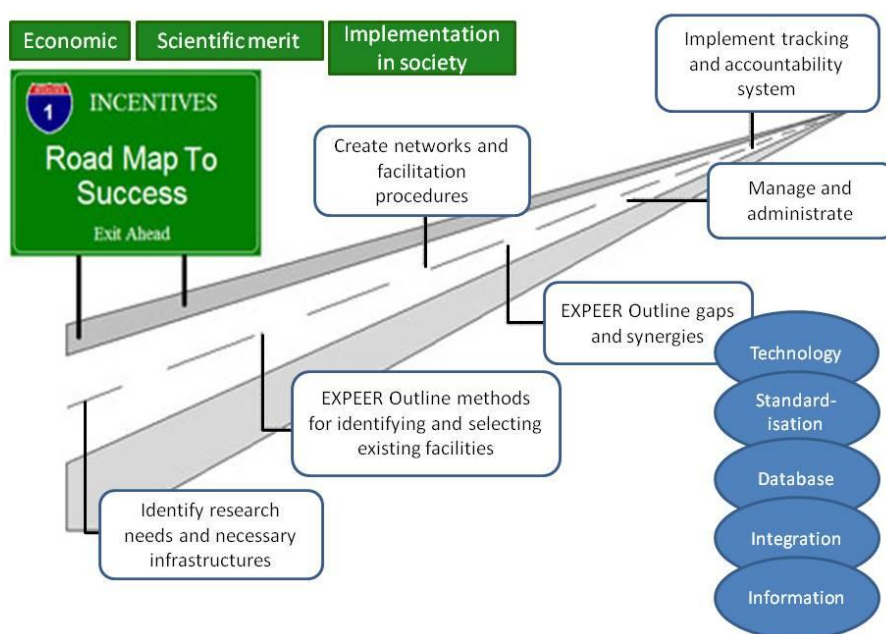 Economic
Scientific merit
Implementation
in society
1
INCENTIVES
Road Map To
Success
Exit Ahead
Implement tracking
and accountability
system
Create networks and
facilitation
procedures
Manage and
administrate
EXPEER Outline gaps
and synergies
EXPEER Outline methods
for identifying and selecting
existing facilities
Identify research
needs and necessary
infrastructures
Technology
Standard-
isation
Database
Integration
Information